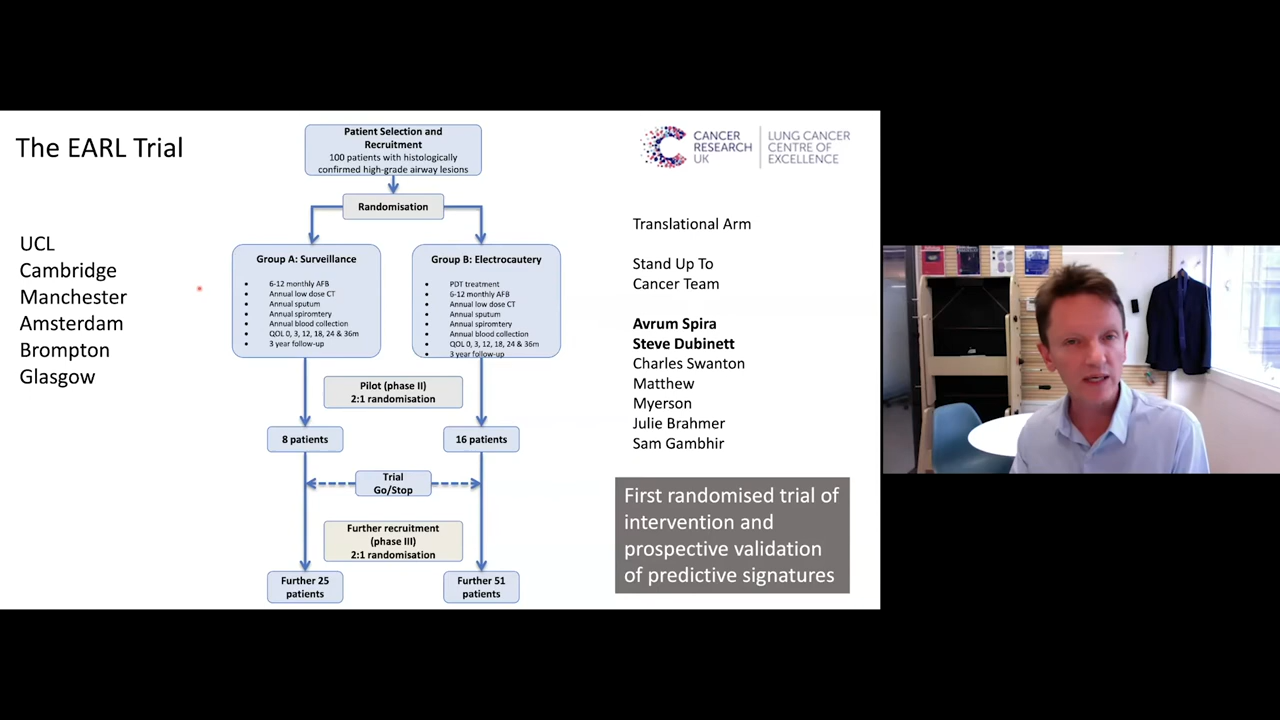 The EARL Trial
UCL
Cambridge
Manchester
Amsterdam
Brompton
Glasgow
Patient Selection and
Recruitment
100 patients with histologically
confirmed high-grade airway lesions
Randomisation
Group A: Surveillance
• 6-12 monthly AFB
• Annual low dose CT
• Annual sputum
• Annual spirometry
• Annual blood collection
• QOL 0, 3, 12, 18, 24 & 36m
• 3 year follow-up
Group B: Electrocautery
• PDT treatment
• 6-12 monthly AFB
• Annual low dose CT
• Annual sputum
• Annual spiromtery
• Annual blood collection
• QOL 0, 3, 12, 18, 24 & 36m
• 3 year follow-up
Pilot (phase II)
2:1 randomisation
8 patients
16 patients
Trial
Go/Stop
Further recruitment
(phase III)
2:1 randomisation
Further 25
patients
Further 51
patients
CANCER
RESEARCH
UK
LUNG CANCER
CENTRE OF
EXCELLENCE
Translational Arm
Stand Up To
Cancer Team
Avrum Spira
Steve Dubinett
Charles Swanton
Matthew
Myerson
Julie Brahmer
Sam Gambhir
First randomised trial of
intervention and
prospective validation
of predictive signatures